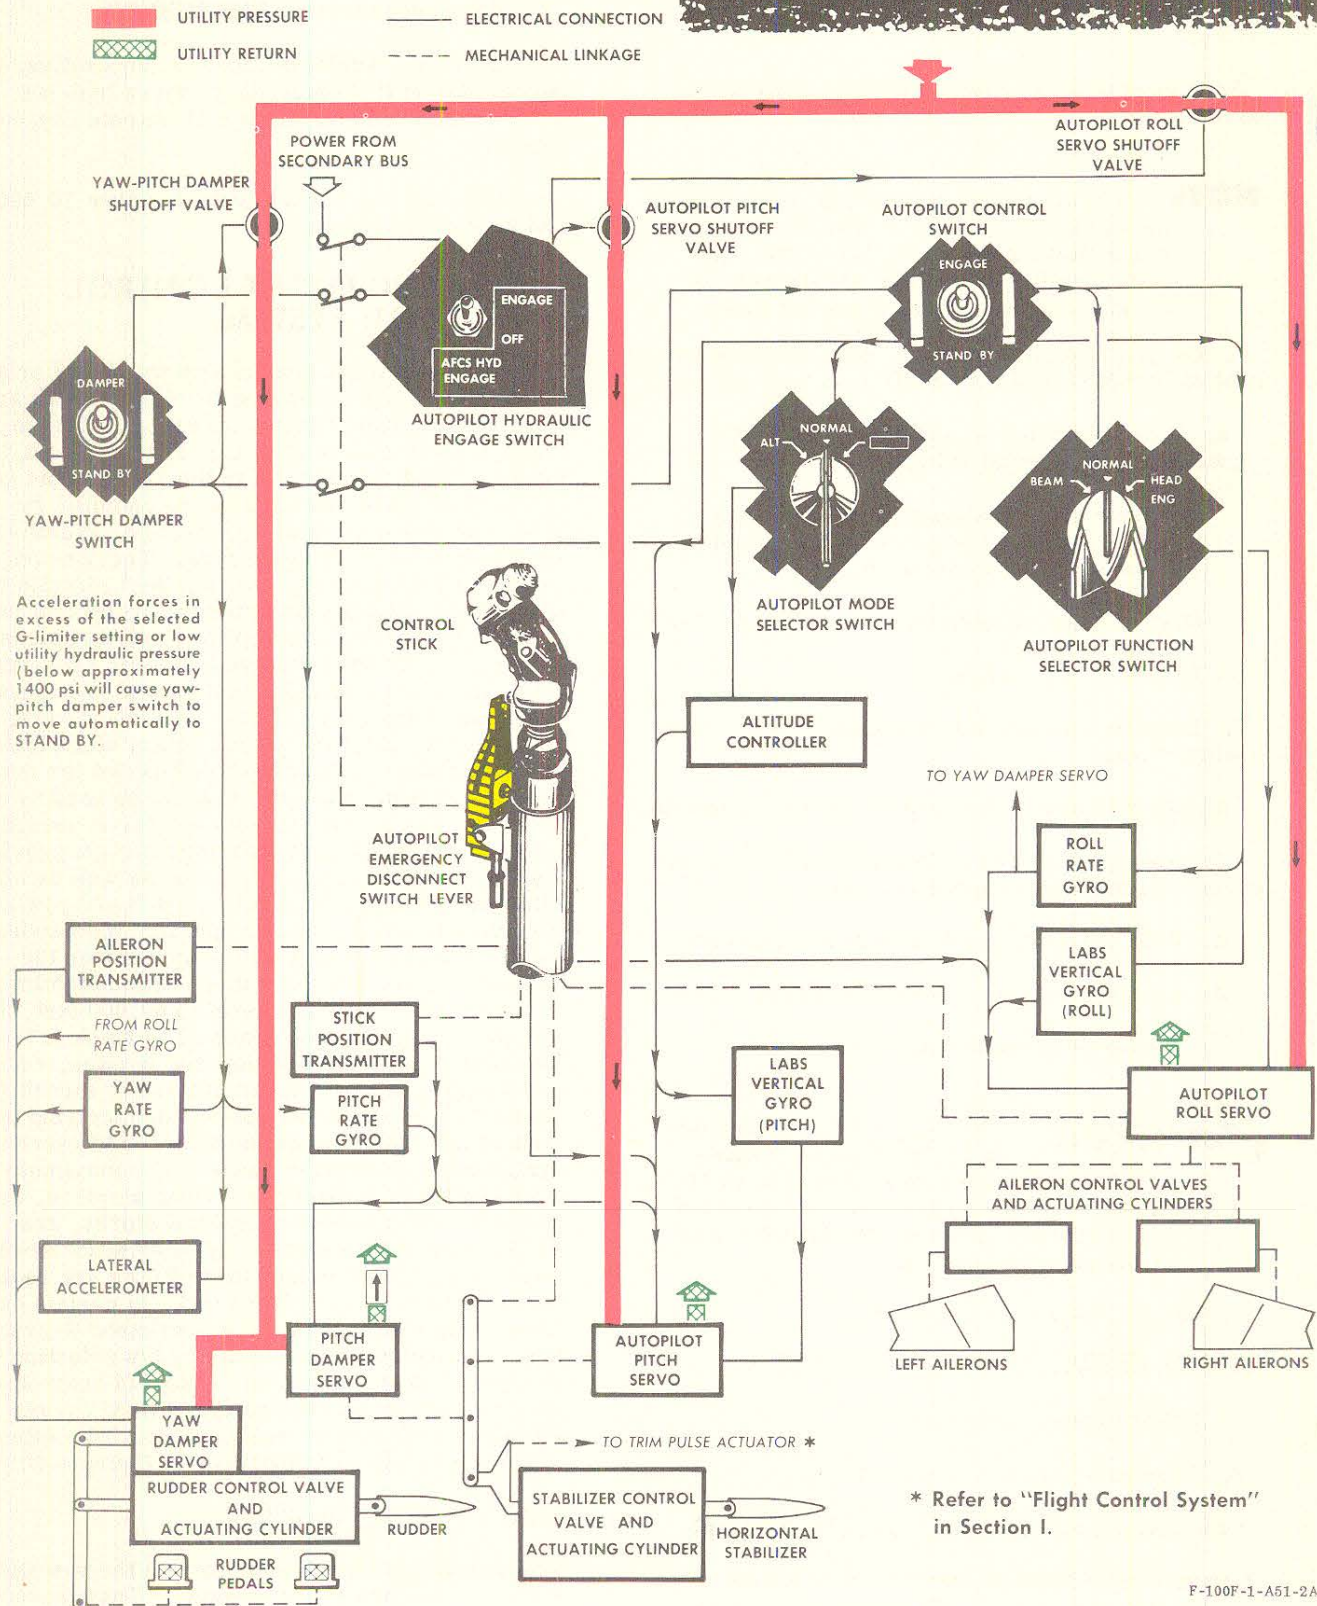 UTILITY PRESSURE
ELECTRICAL CONNECTION
UTILITY RETURN
MECHANICAL LINKAGE
POWER FROM
SECONDARY BUS
AUTOPILOT ROLL
SERVO SHUTOFF
VALVE
YAW-PITCH DAMPER
SHUTOFF VALVE
AUTOPILOT PITCH
SERVO SHUTOFF
VALVE
AUTOPILOT CONTROL
SWITCH
ENGAGE
STAND BY
ENGAGE
OFF
AFCS HYD
ENGAGE
AUTOPILOT HYDRAULIC
ENGAGE SWITCH
DAMPER
STAND BY
YAW-PITCH DAMPER
SWITCH
NORMAL
ALT
AUTOPILOT MODE
SELECTOR SWITCH
NORMAL
BEAM
HEAD
ENG
AUTOPILOT FUNCTION
SELECTOR SWITCH
Acceleration forces in
excess of the selected
G-limiter setting or low
utility hydraulic pressure
(below approximately
1400 psi will cause yaw-
pitch damper switch to
move automatically to
STAND BY.
CONTROL
STICK
ALTITUDE
CONTROLLER
TO YAW DAMPER SERVO
AUTOPILOT
EMERGENCY
DISCONNECT
SWITCH LEVER
ROLL
RATE
GYRO
AILERON
POSITION
TRANSMITTER
LABS
VERTICAL
GYRO
(ROLL)
FROM ROLL
RATE GYRO
STICK
POSITION
TRANSMITTER
YAW
RATE
GYRO
PITCH
RATE
GYRO
LABS
VERTICAL
GYRO
(PITCH)
AUTOPILOT
ROLL SERVO
AILERON CONTROL VALVES
AND ACTUATING CYLINDERS
LATERAL
ACCELEROMETER
PITCH
DAMPER
SERVO
AUTOPILOT
PITCH
SERVO
LEFT AILERONS
RIGHT AILERONS
YAW
DAMPER
SERVO
TO TRIM PULSE ACTUATOR *
RUDDER CONTROL VALVE
AND
ACTUATING CYLINDER
RUDDER
STABILIZER CONTROL
VALVE AND
ACTUATING CYLINDER
HORIZONTAL
STABILIZER
* Refer to "Flight Control System"
in Section I.
RUDDER
PEDALS
F-100F-1-A51-2A